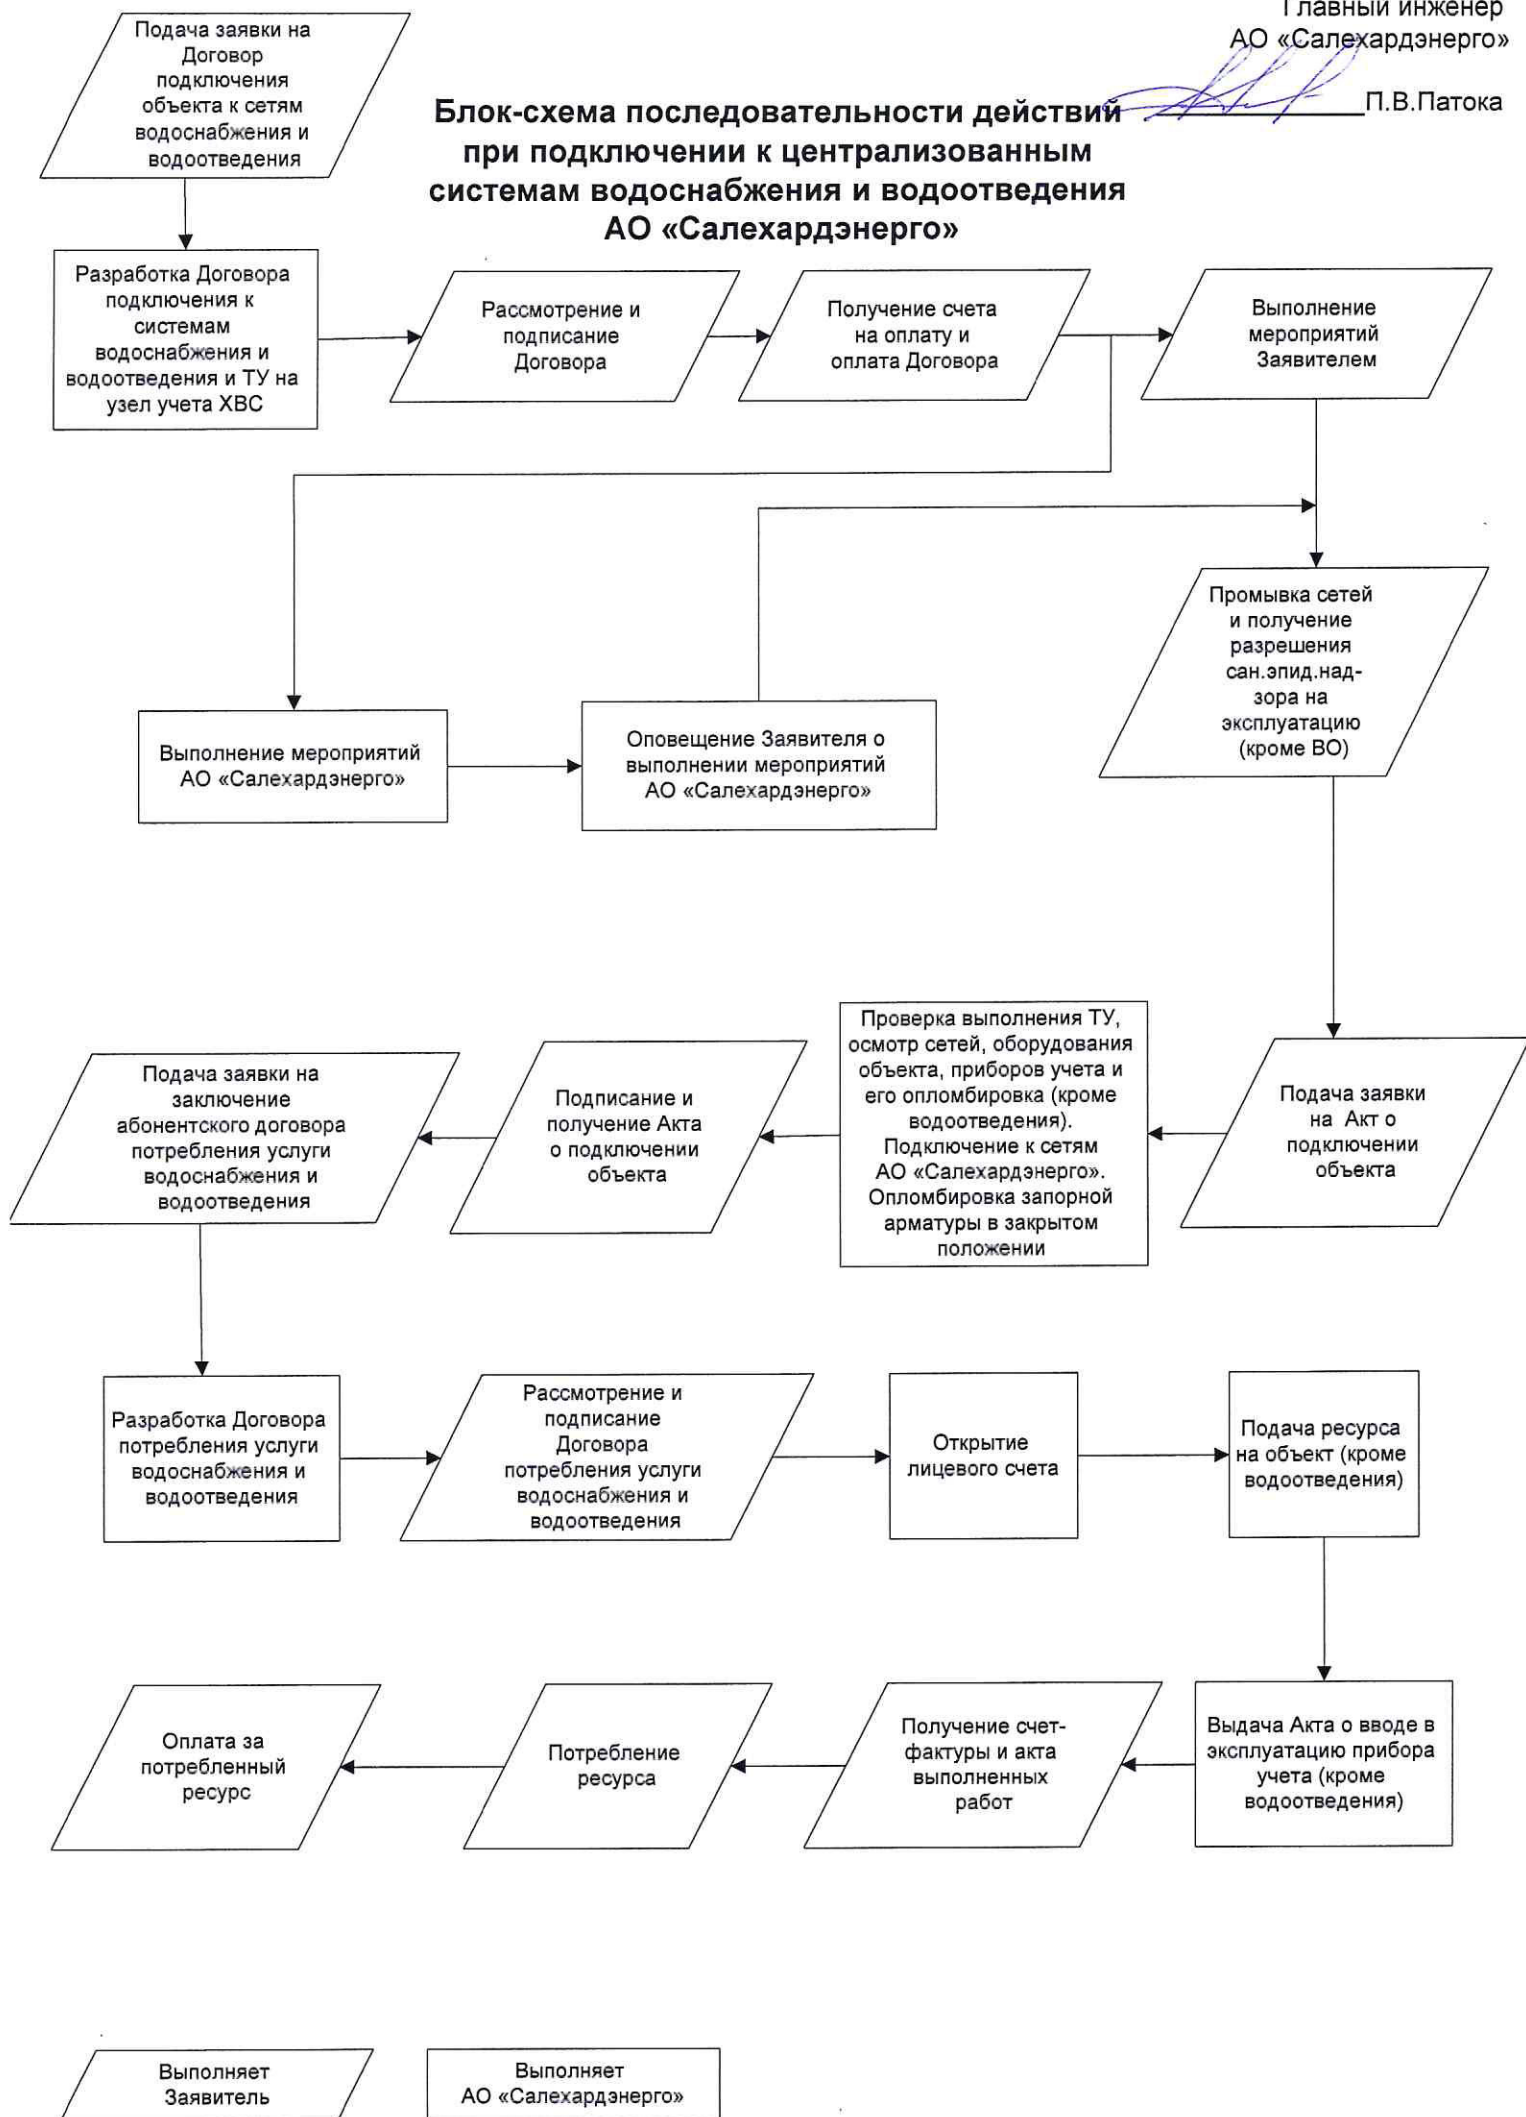 Главный инженер
АО «Салехардэнерго»
П.В.Патока
Подача заявки на
Договор
подключения
объекта к сетям
водоснабжения и
водоотведения
Блок-схема последовательности действий
при подключении к централизованным
системам водоснабжения и водоотведения
АО «Салехардэнерго»
Разработка Договора
подключения к
системам
водоснабжения и
водоотведения и ТУ на
узел учета ХВС
Рассмотрение и
подписание
Договора
Получение счета
на оплату и
оплата Договора
Выполнение
мероприятий
Заявителем
Промывка сетей
и получение
разрешения
сан.эпид.над-
зора на
эксплуатацию
(кроме ВО)
Выполнение мероприятий
АО «Салехардэнерго»
Оповещение Заявителя о
выполнении мероприятий
АО «Салехардэнерго»
Подача заявки
на Акт о
подключении
объекта
Проверка выполнения ТУ,
осмотр сетей, оборудования
объекта, приборов учета и
его опломбировка (кроме
водоотведения).
Подключение к сетям
АО «Салехардэнерго».
Опломбировка запорной
арматуры в закрытом
положении
Подписание и
получение Акта
о подключении
объекта
Подача заявки на
заключение
абонентского договора
потребления услуги
водоснабжения и
водоотведения
Разработка Договора
потребления услуги
водоснабжения и
водоотведения
Рассмотрение и
подписание
Договора
потребления услуги
водоснабжения и
водоотведения
Открытие
лицевого счета
Подача ресурса
на объект (кроме
водоотведения)
Выдача Акта о вводе в
эксплуатацию прибора
учета (кроме
водоотведения)
Получение счет-
фактуры и акта
выполненных
работ
Потребление
ресурса
Оплата за
потребленный
ресурс
Выполняет
Заявитель
Выполняет
АО «Салехардэнерго»